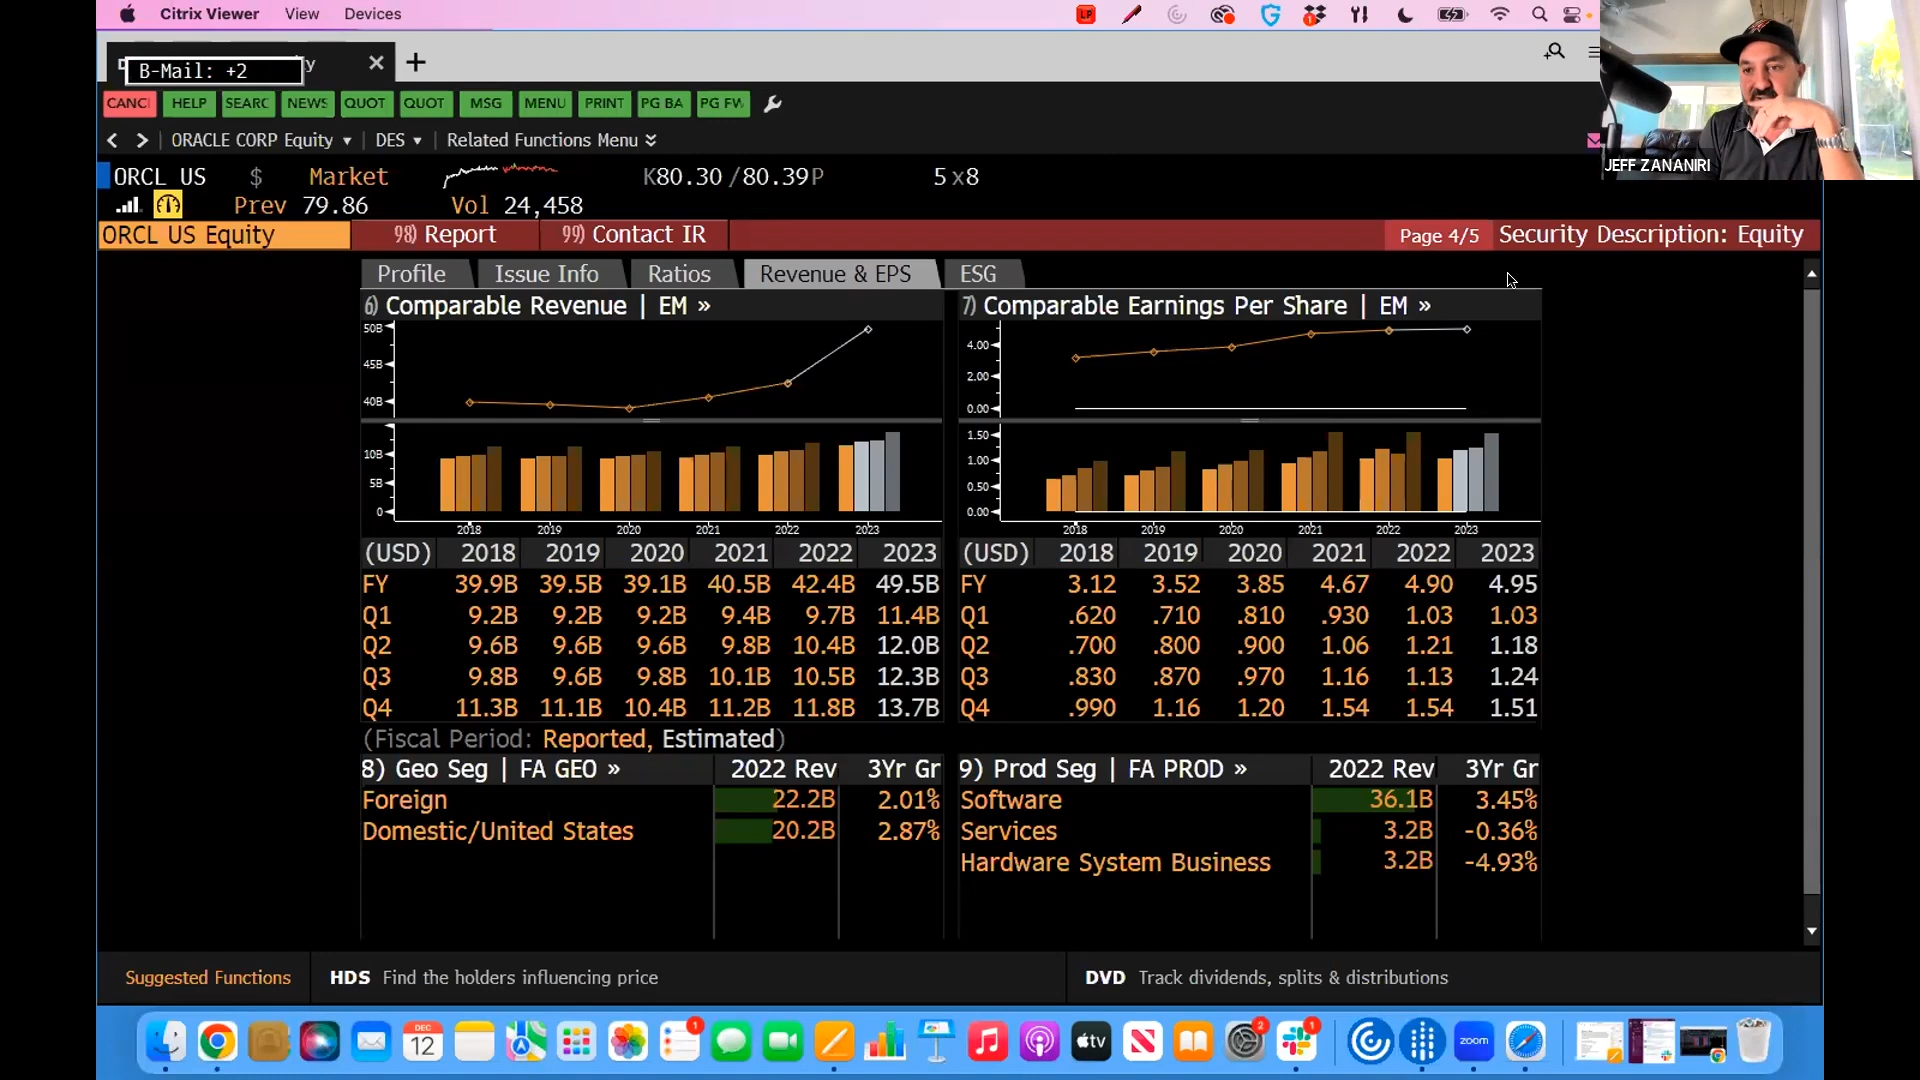 Citrix Viewer View Devices
B-Mail: +2
CANCI HELP SEARC NEWS QUOT QUOT MSG MENU PRINT PG BA PG FW
ORACLE CORP Equity DES Related Functions Menu
JEFF ZANANIRI
ORCL US $ Market K80.30 /80.39P 5 x8
Prev 79.86 Vol 24,458
ORCL US Equity 98) Report 99) Contact IR Page 4/5 Security Description: Equity
Profile Issue Info Ratios Revenue & EPS ESG
6) Comparable Revenue | EM »
50B
45B
40B
10B
5B
0
2018 2019 2020 2021 2022 2023
7) Comparable Earnings Per Share | EM »
4.00
2.00
0.00
1.50
1.00
0.50
0.00
2018 2019 2020 2021 2022 2023
(USD) 2018 2019 2020 2021 2022 2023
FY 39.9B 39.5B 39.1B 40.5B 42.4B 49.5B
Q1 9.2B 9.2B 9.2B 9.4B 9.7B 11.4B
Q2 9.6B 9.6B 9.6B 9.8B 10.4B 12.0B
Q3 9.8B 9.6B 9.8B 10.1B 10.5B 12.3B
Q4 11.3B 11.1B 10.4B 11.2B 11.8B 13.7B
(USD) 2018 2019 2020 2021 2022 2023
FY 3.12 3.52 3.85 4.67 4.90 4.95
Q1 .620 .710 .810 .930 1.03 1.03
Q2 .700 .800 .900 1.06 1.21 1.18
Q3 .830 .870 .970 1.16 1.13 1.24
Q4 .990 1.16 1.20 1.54 1.54 1.51
(Fiscal Period: Reported, Estimated)
8) Geo Seg | FA GEO » 2022 Rev 3Yr Gr
Foreign 22.2B 2.01%
Domestic/United States 20.2B 2.87%
9) Prod Seg | FA PROD » 2022 Rev 3Yr Gr
Software 36.1B 3.45%
Services 3.2B -0.36%
Hardware System Business 3.2B -4.93%
Suggested Functions HDS Find the holders influencing price DVD Track dividends, splits & distributions
DEC
12
1
tv
2
1
zoom